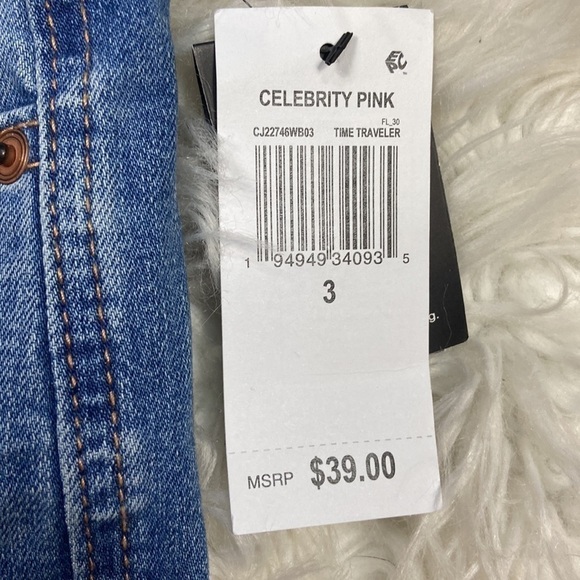 CELEBRITY PINK
FL_30
CJ22746WB03 TIME TRAVELER
1 94949 34093 5
3
g.
MSRP $39.00